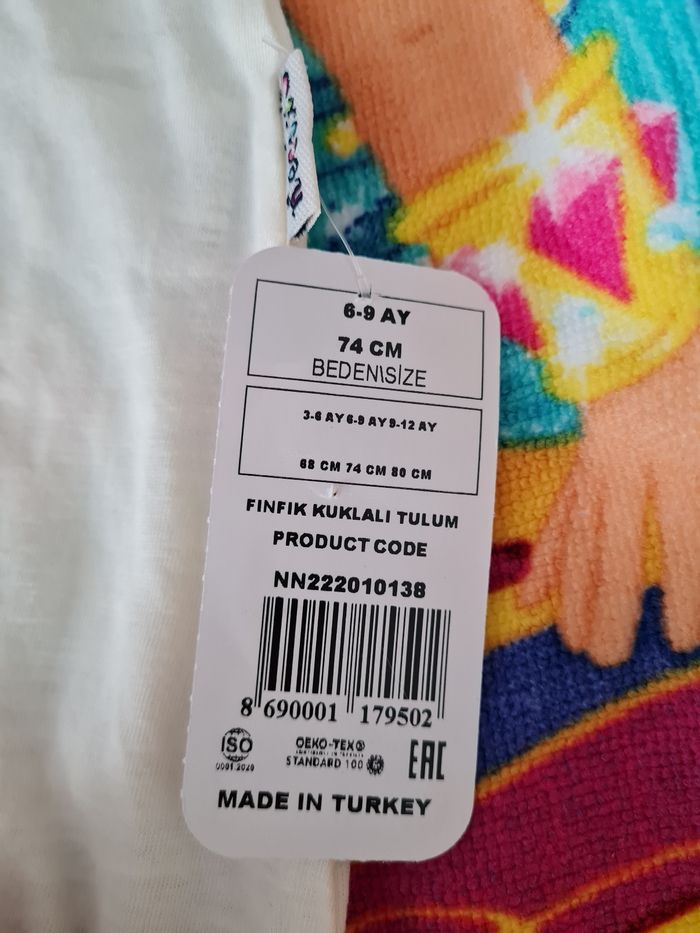 6-9 AY
74 CM
BEDEN\SİZE
3-6 AY 6-9 AY 9-12 AY
68 CM 74 CM 80 CM
FINFIK KUKLALI TULUM
PRODUCT CODE
NN222010138
8 690001 179502
ISO
OEKO-TEX®
STANDARD 100
EAC
MADE IN TURKEY